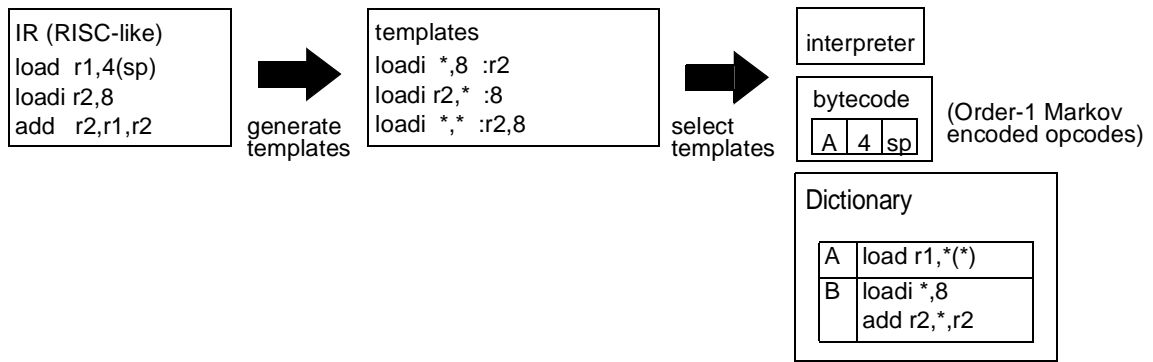 IR (RISC-like)
load r1,4(sp)
loadi r2,8
add r2,r1,r2
generate
templates
templates
loadi *,8 :r2
loadi r2,* :8
loadi *,* :r2,8
select
templates
interpreter
bytecode
A 4 sp
(Order-1 Markov
encoded opcodes)
Dictionary
A load r1,*(*)
B loadi *,8
add r2,*,r2